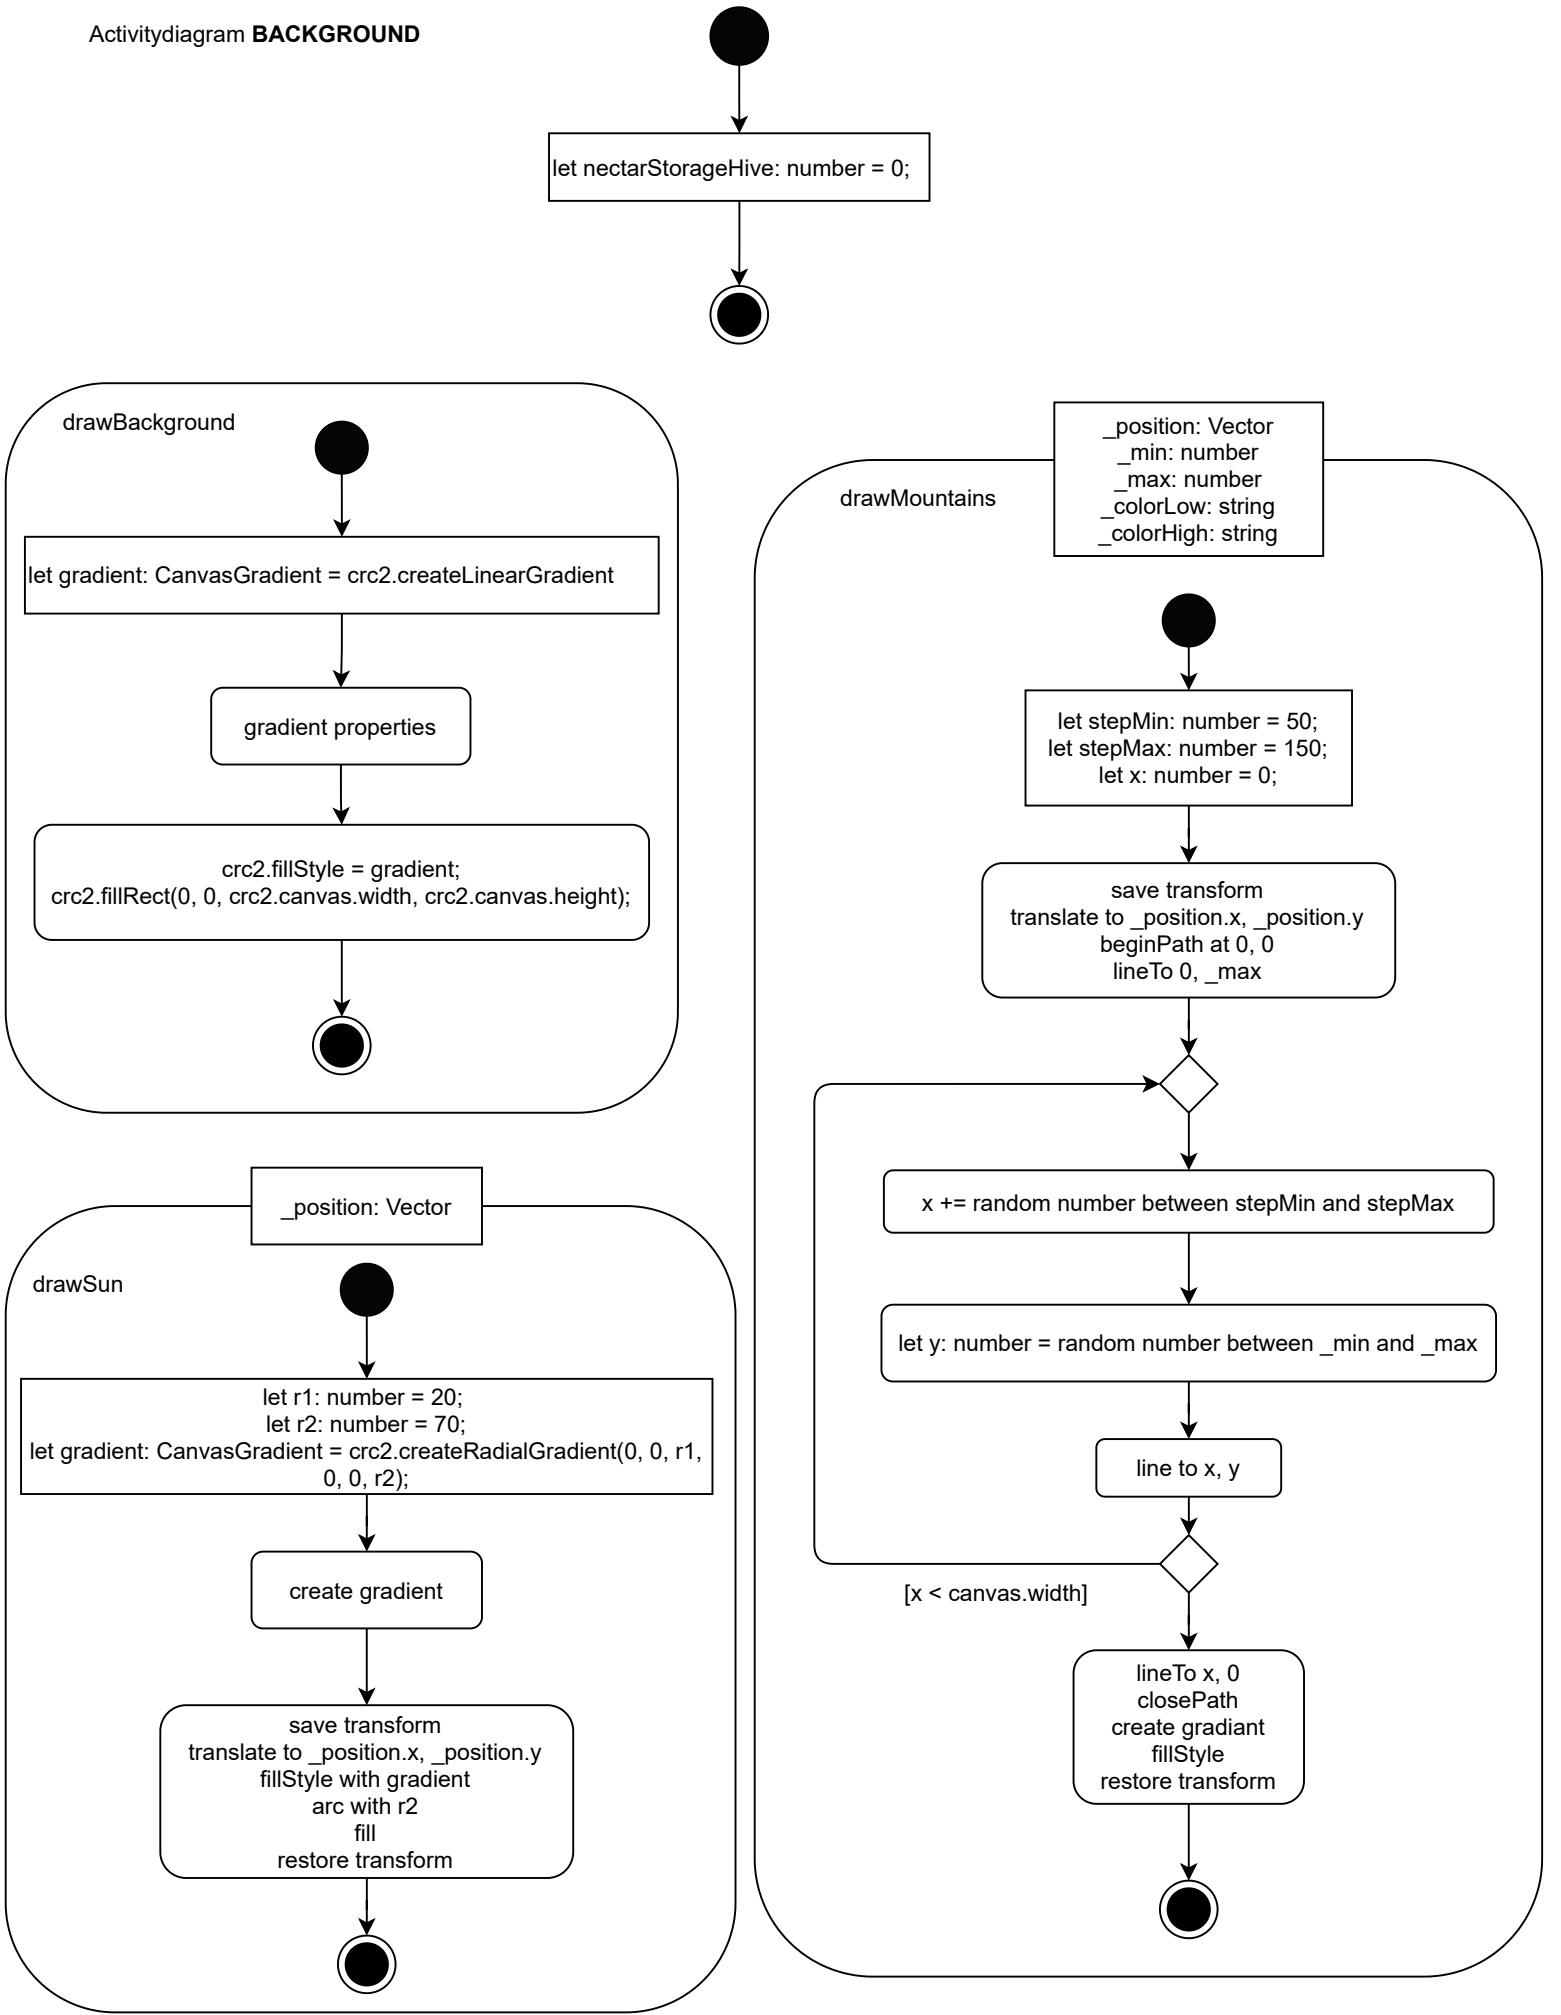 Activitydiagram BACKGROUND
let nectarStorageHive: number = 0;
drawBackground
let gradient: CanvasGradient = crc2.createLinearGradient
gradient properties
crc2.fillStyle = gradient;
crc2.fillRect(0, 0, crc2.canvas.width, crc2.canvas.height);
_position: Vector
drawSun
let r1: number = 20;
let r2: number = 70;
let gradient: CanvasGradient = crc2.createRadialGradient(0, 0, r1,
0, 0, r2);
create gradient
save transform
translate to _position.x, _position.y
fillStyle with gradient
arc with r2
fill
restore transform
_position: Vector
_min: number
_max: number
_colorLow: string
_colorHigh: string
drawMountains
let stepMin: number = 50;
let stepMax: number = 150;
let x: number = 0;
save transform
translate to _position.x, _position.y
beginPath at 0, 0
lineTo 0, _max
x += random number between stepMin and stepMax
let y: number = random number between _min and _max
line to x, y
[x < canvas.width]
lineTo x, 0
closePath
create gradiant
fillStyle
restore transform